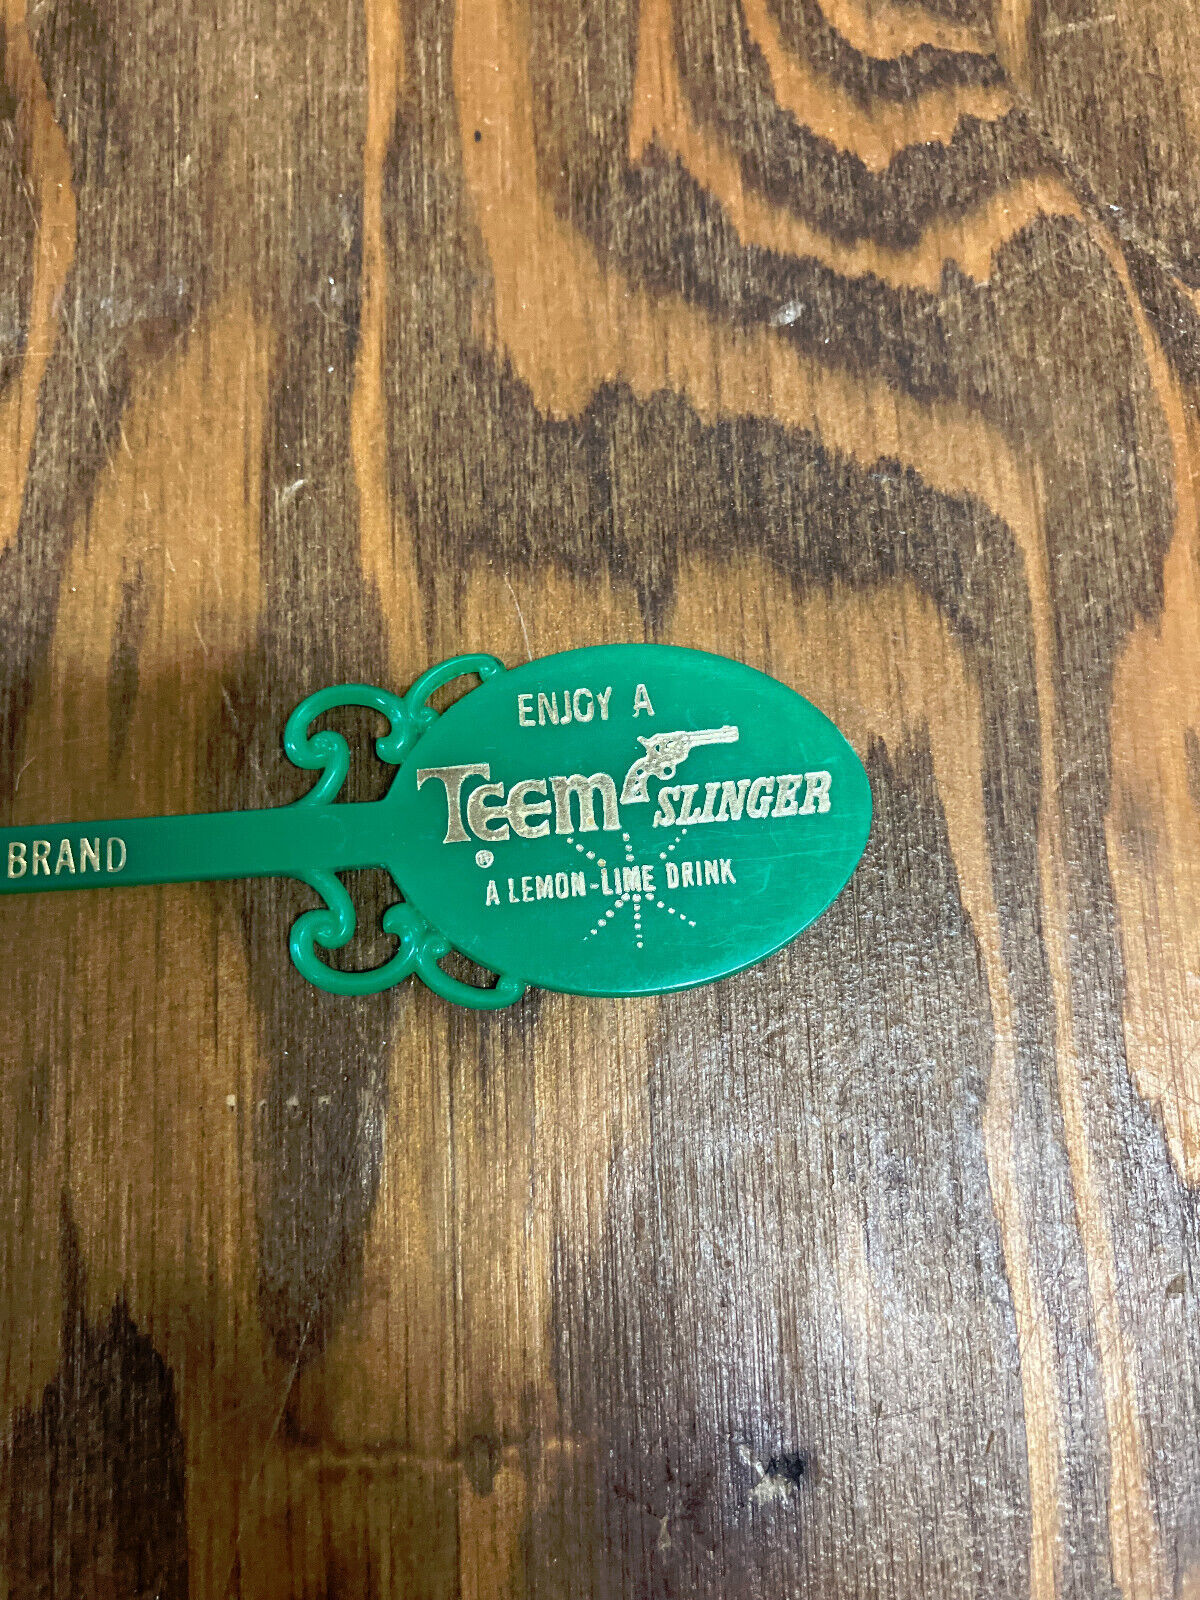 ENJOY A
TEEM SLINGER
®
A LEMON-LIME DRINK
BRAND